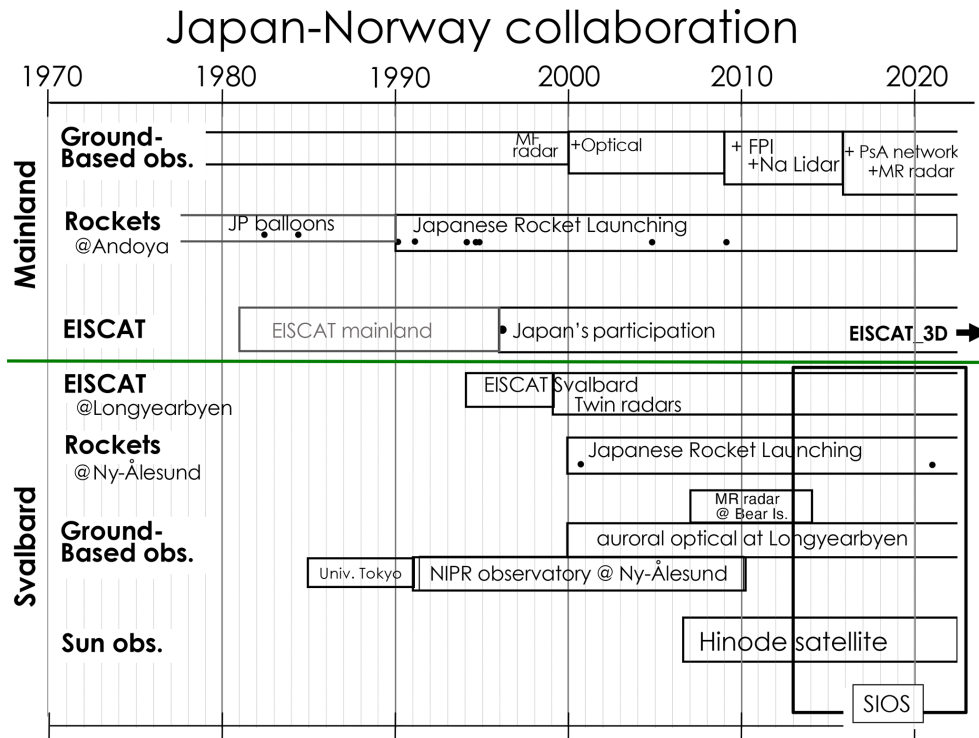 Japan-Norway collaboration
1970 1980 1990 2000 2010 2020
Mainland
Ground-
Based obs.
MF
radar
+Optical
+ FPI
+Na Lidar
+ PsA network
+MR radar
Rockets
@Andoya
JP balloons
Japanese Rocket Launching
EISCAT
EISCAT mainland
Japan's participation
EISCAT_3D
Svalbard
EISCAT
@Longyearbyen
EISCAT Svalbard
Twin radars
Rockets
@Ny-Ålesund
Japanese Rocket Launching
MR radar
@ Bear Is.
Ground-
Based obs.
auroral optical at Longyearbyen
Univ. Tokyo
NIPR observatory @ Ny-Ålesund
Sun obs.
Hinode satellite
SIOS